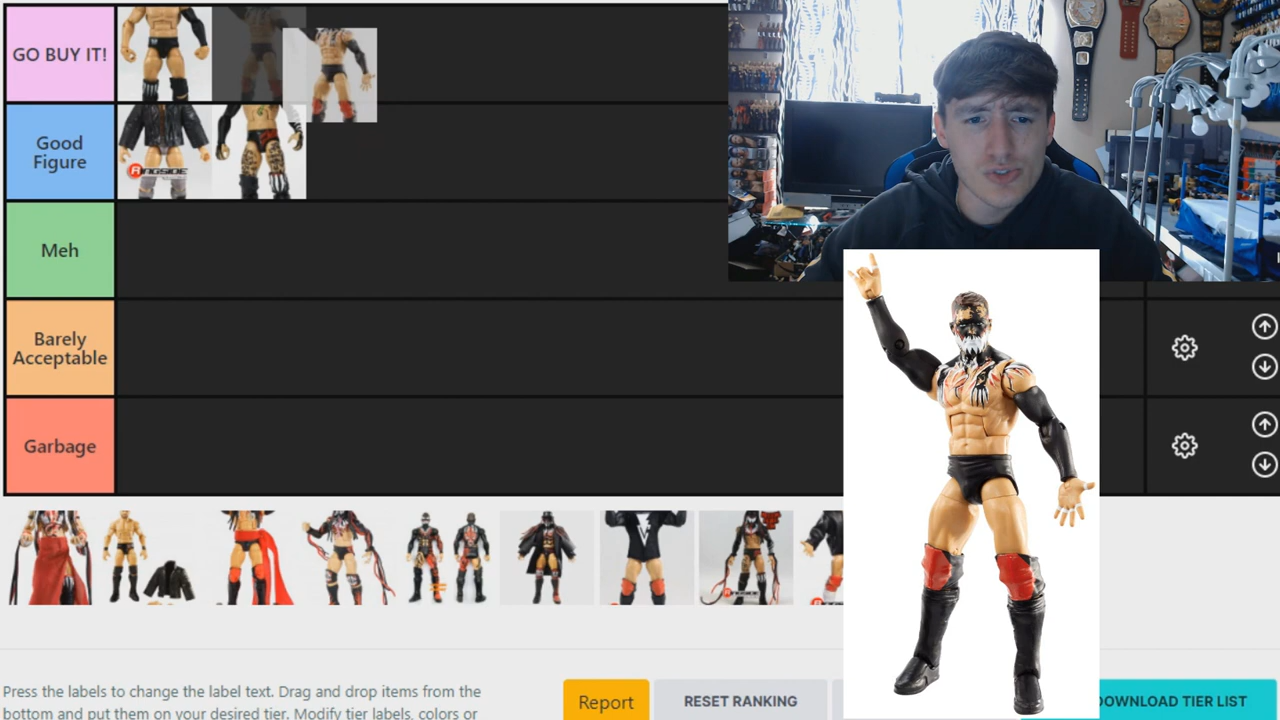 GO BUY IT!
Good
Figure
RINGSIDE
Meh
Barely
Acceptable
Garbage
Press the labels to change the label text. Drag and drop items from the
bottom and put them on your desired tier. Modify tier labels, colors or
Report
RESET RANKING
DOWNLOAD TIER LIST